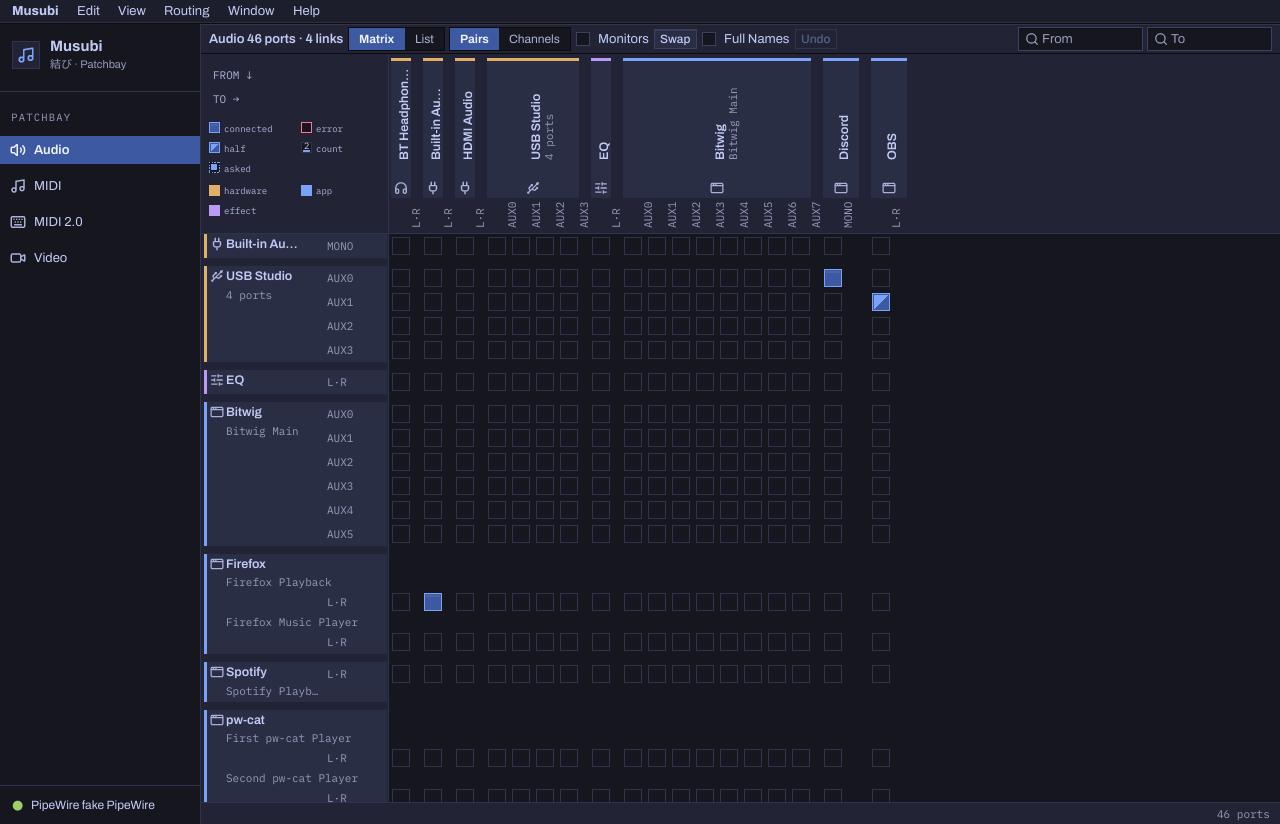 Musubi Edit View Routing Window Help
Musubi
結び · Patchbay
PATCHBAY
Audio
MIDI
MIDI 2.0
Video
PipeWire fake PipeWire
Audio 46 ports · 4 links Matrix List Pairs Channels Monitors Swap Full Names Undo From To
FROM ↓
TO →
connected error
half 2 count
asked
hardware app
effect
BT Headphon…
Built-in Au…
HDMI Audio
USB Studio
4 ports
EQ
Bitwig
Bitwig Main
Discord
OBS
L·R L·R L·R AUX0 AUX1 AUX2 AUX3 L·R AUX0 AUX1 AUX2 AUX3 AUX4 AUX5 AUX6 AUX7 MONO L·R
Built-in Au… MONO
USB Studio AUX0
4 ports
AUX1
AUX2
AUX3
EQ L·R
Bitwig AUX0
Bitwig Main
AUX1
AUX2
AUX3
AUX4
AUX5
Firefox
Firefox Playback
L·R
Firefox Music Player
L·R
Spotify L·R
Spotify Playb…
pw-cat
First pw-cat Player
L·R
Second pw-cat Player
L·R
46 ports